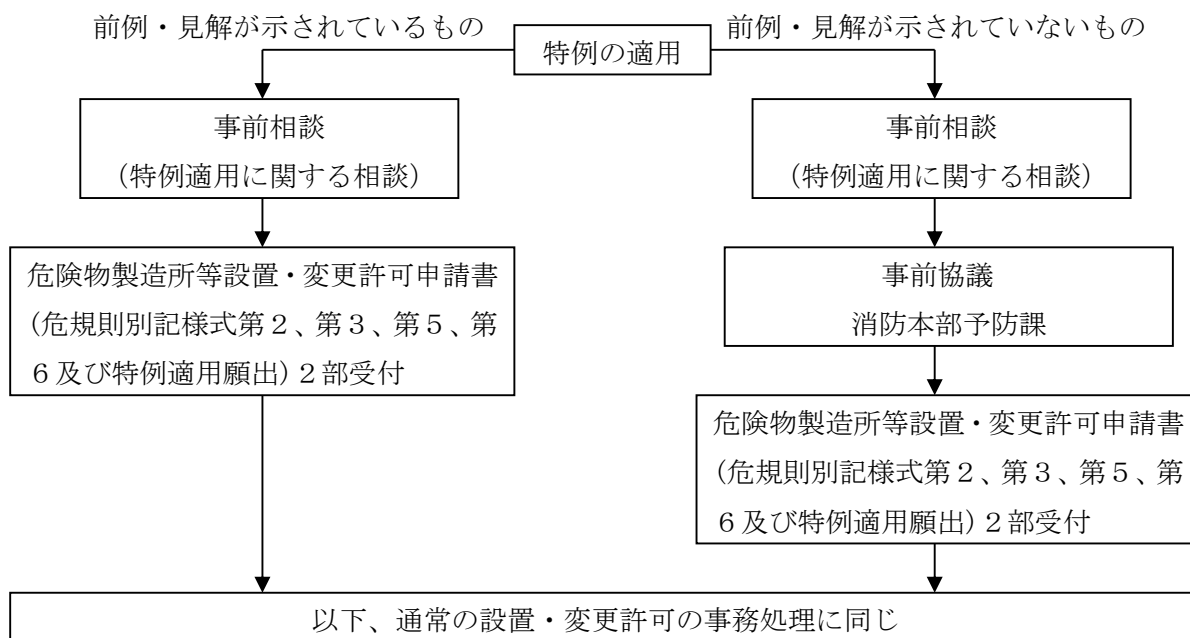 前例・見解が示されているもの
特例の適用
前例・見解が示されていないもの
事前相談
(特例適用に関する相談)
事前相談
(特例適用に関する相談)
危険物製造所等設置・変更許可申請書
(危規則別記様式第２、第３、第５、第
６及び特例適用願出)２部受付
事前協議
消防本部予防課
危険物製造所等設置・変更許可申請書
(危規則別記様式第２、第３、第５、第
６及び特例適用願出)２部受付
以下、通常の設置・変更許可の事務処理に同じ